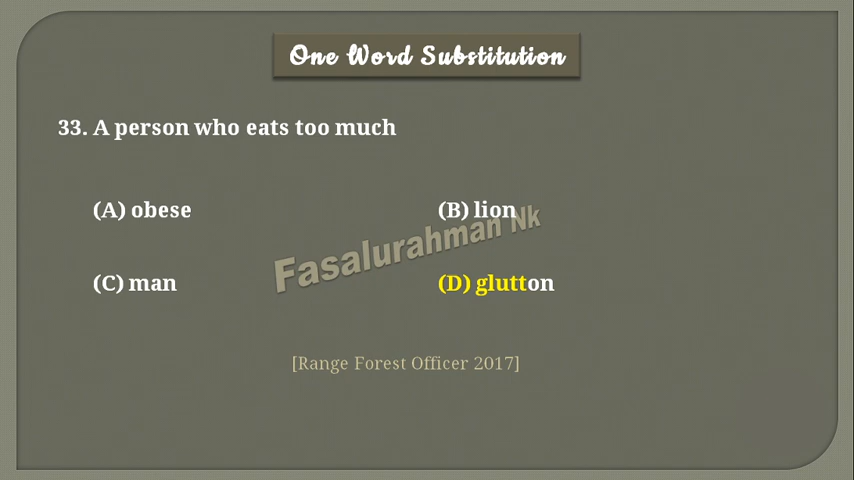 One Word Substitution
33. A person who eats too much
(A) obese
(B) lion
(C) man
(D) glutton
Fasalurahman Nk
[Range Forest Officer 2017]